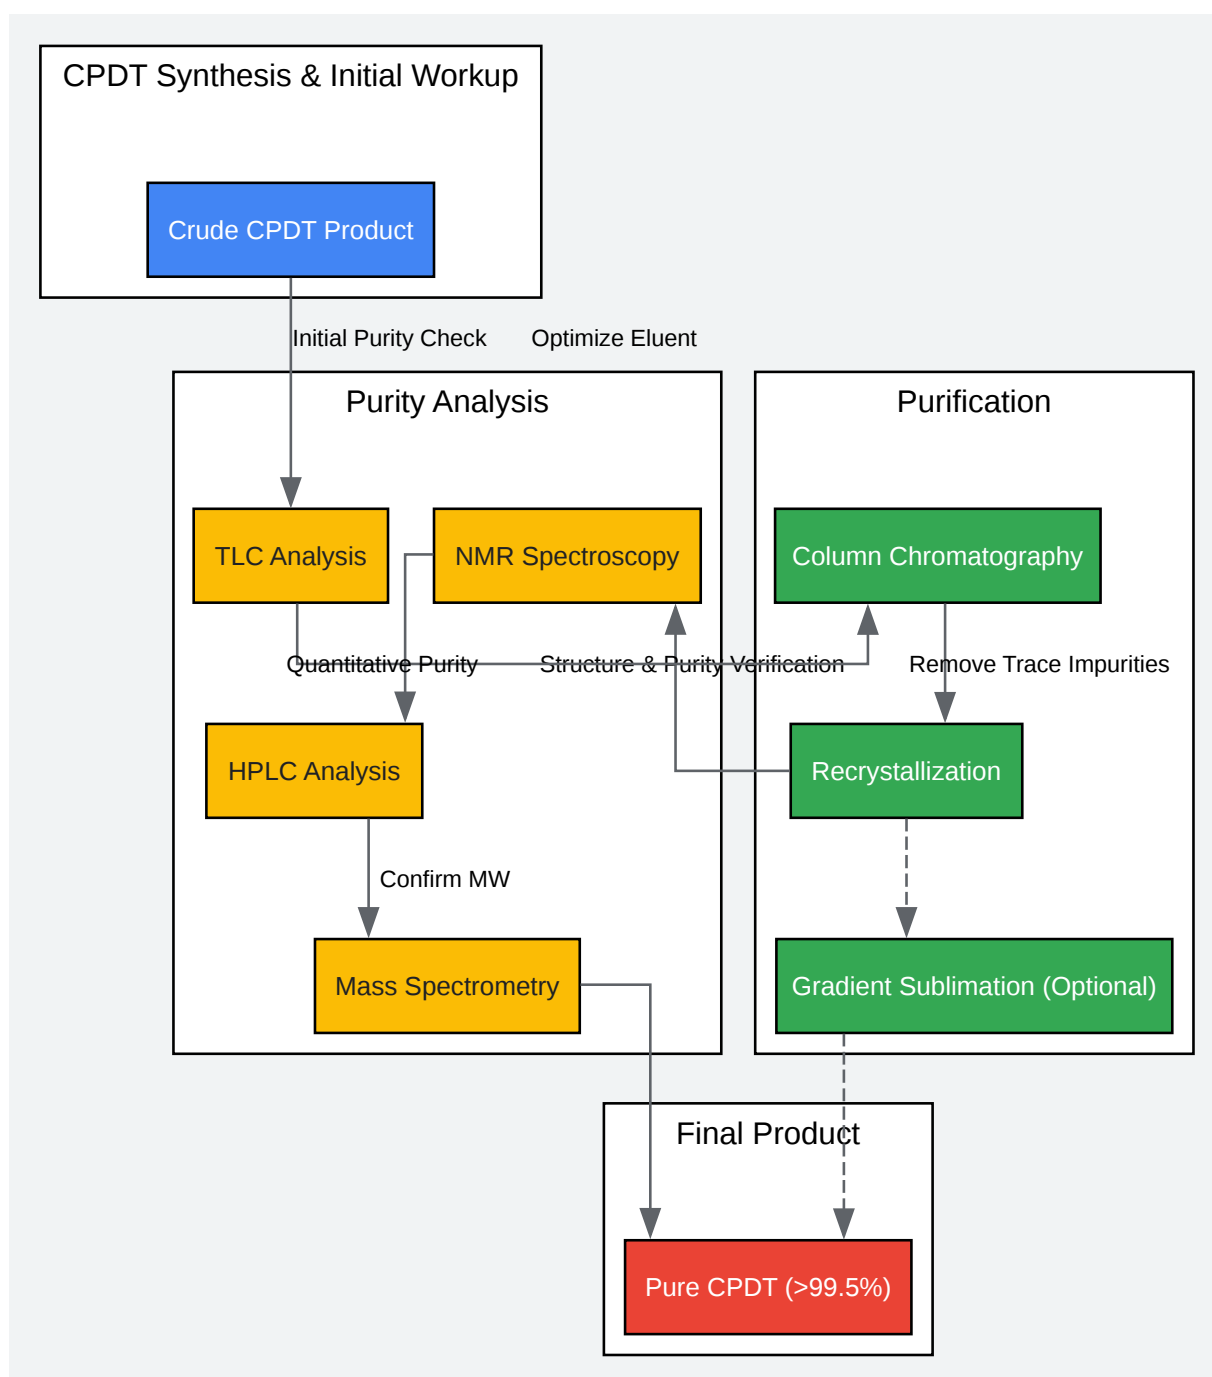 CPDT Synthesis & Initial Workup
Crude CPDT Product
Initial Purity Check
Optimize Eluent
Purity Analysis
Purification
TLC Analysis
NMR Spectroscopy
Column Chromatography
Quantitative Purity
Structure & Purity Verification
Remove Trace Impurities
HPLC Analysis
Recrystallization
Confirm MW
Mass Spectrometry
Gradient Sublimation (Optional)
Final Product
Pure CPDT (>99.5%)